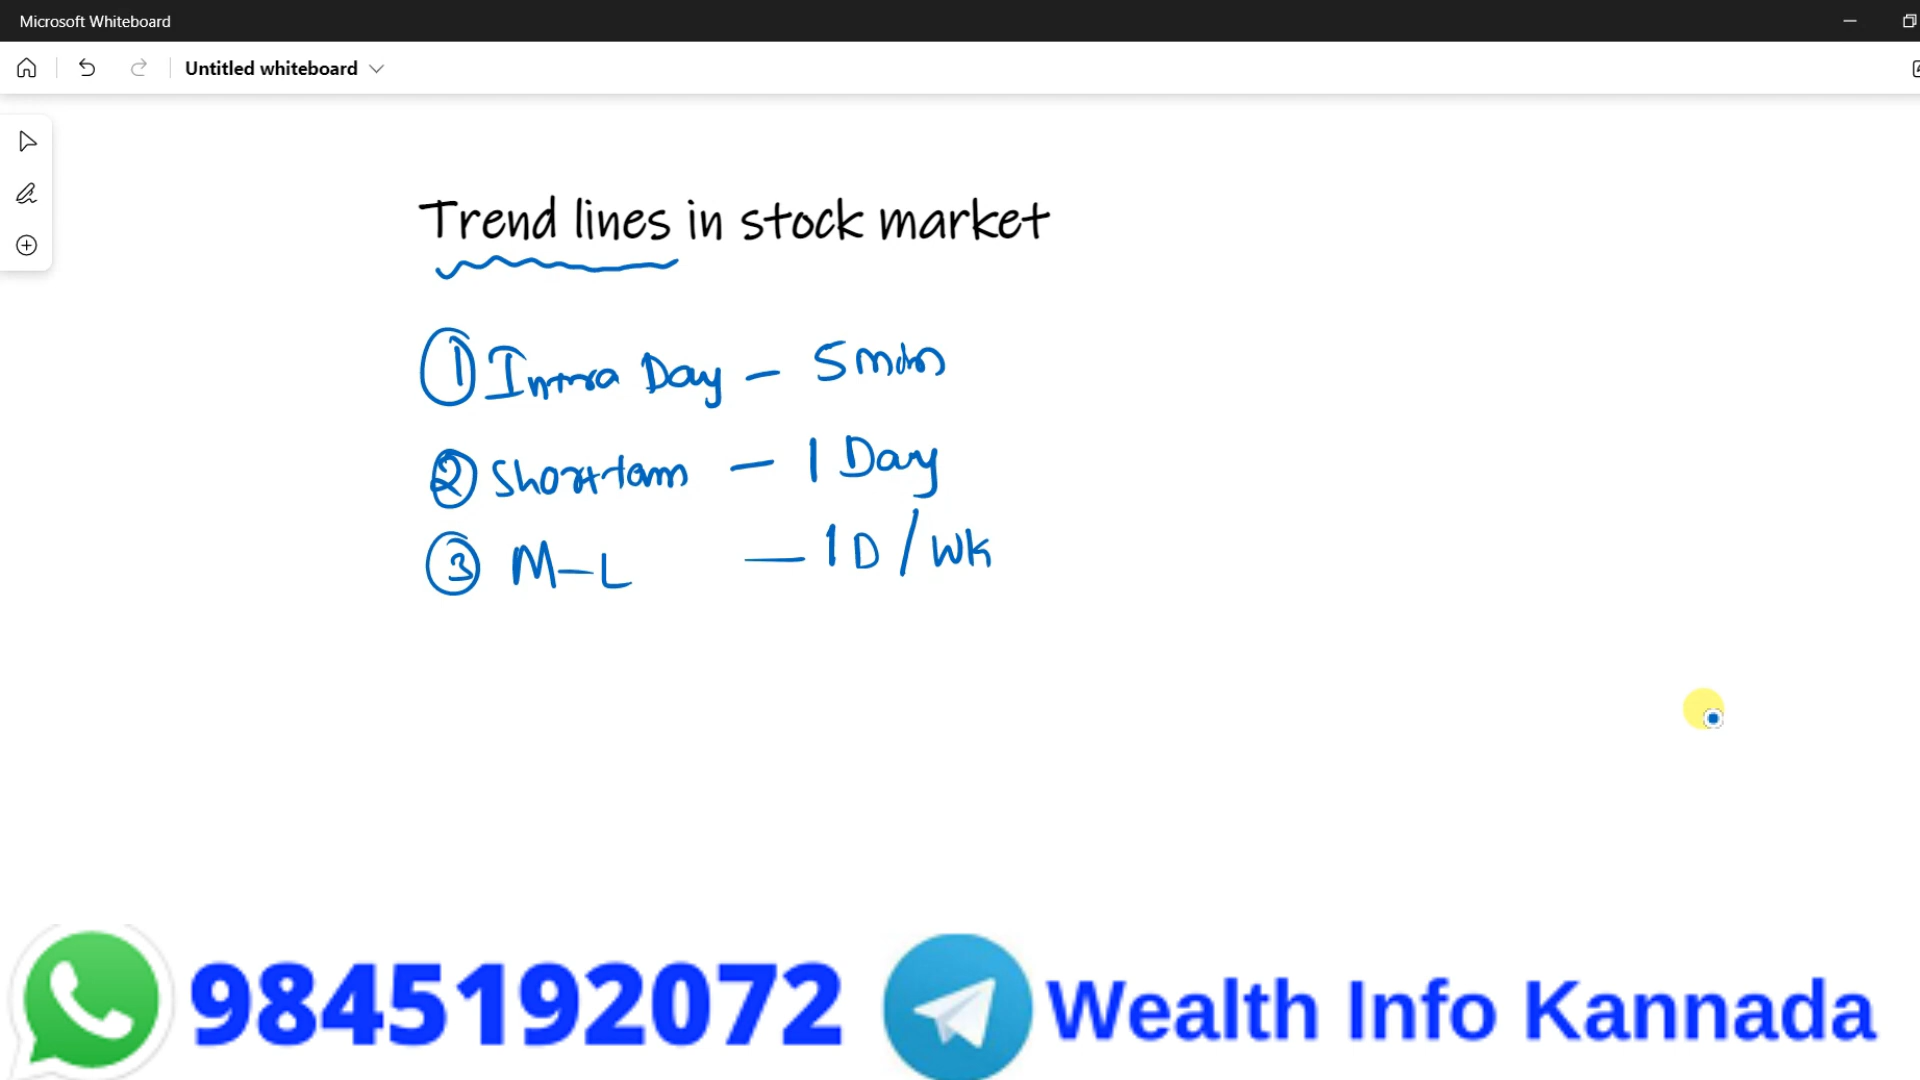 Microsoft Whiteboard
Untitled whiteboard
Trend lines in stock market
1 Intra Day - 5 mins
2 Short term - 1 Day
3 M-L - 1D/Wk
9845192072 Wealth Info Kannada